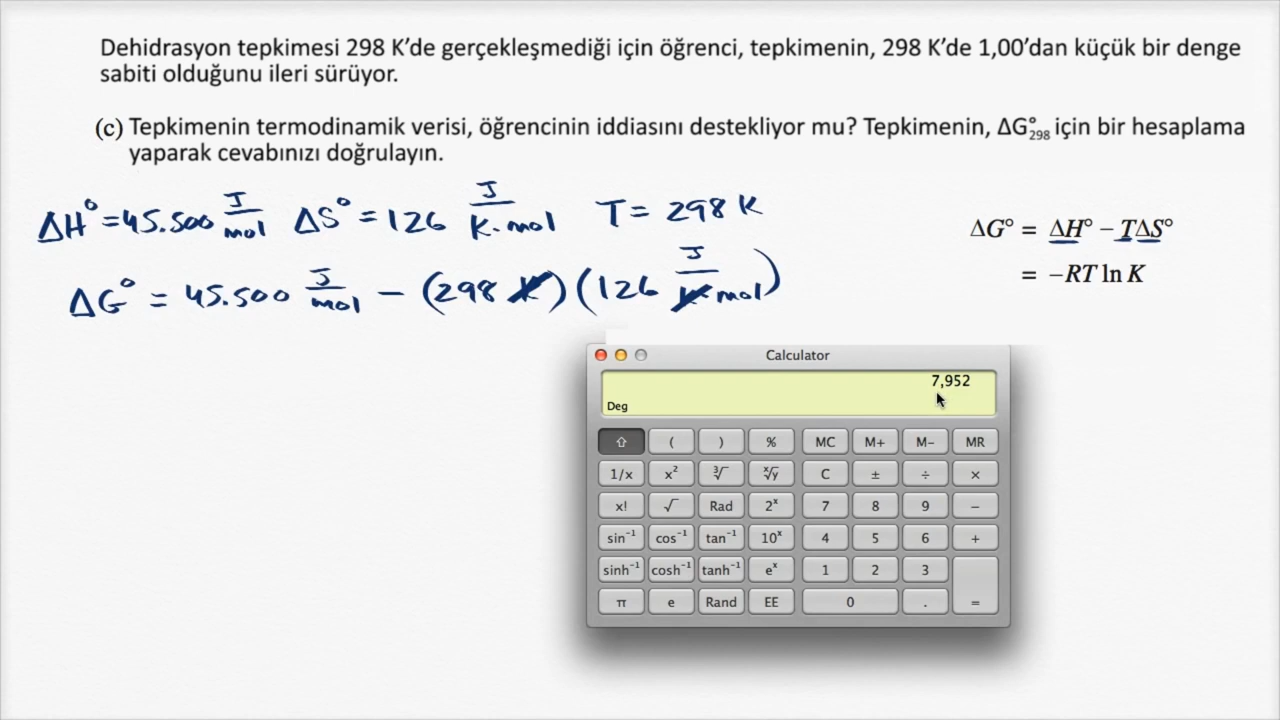 Dehidrasyon tepkimesi 298 K’de gerçekleşmediği için öğrenci, tepkimenin, 298 K’de 1,00’dan küçük bir denge
sabiti olduğunu ileri sürüyor.
(c) Tepkimenin termodinamik verisi, öğrencinin iddiasını destekliyor mu? Tepkimenin, ΔG°298 için bir hesaplama
yaparak cevabınızı doğrulayın.
ΔH° = 45.500 J/mol ΔS° = 126 J/K·mol T = 298 K
ΔG° = ΔH° − TΔS°
ΔG° = 45.500 J/mol − (298 K)(126 J/K mol)
= −RT ln K
Calculator
7,952
Deg
⇧ ( ) % MC M+ M− MR
1/x x² ∛ ˣ√y C ± ÷ ×
x! √ Rad 2ˣ 7 8 9 −
sin⁻¹ cos⁻¹ tan⁻¹ 10ˣ 4 5 6 +
sinh⁻¹ cosh⁻¹ tanh⁻¹ eˣ 1 2 3
π e Rand EE 0 . =